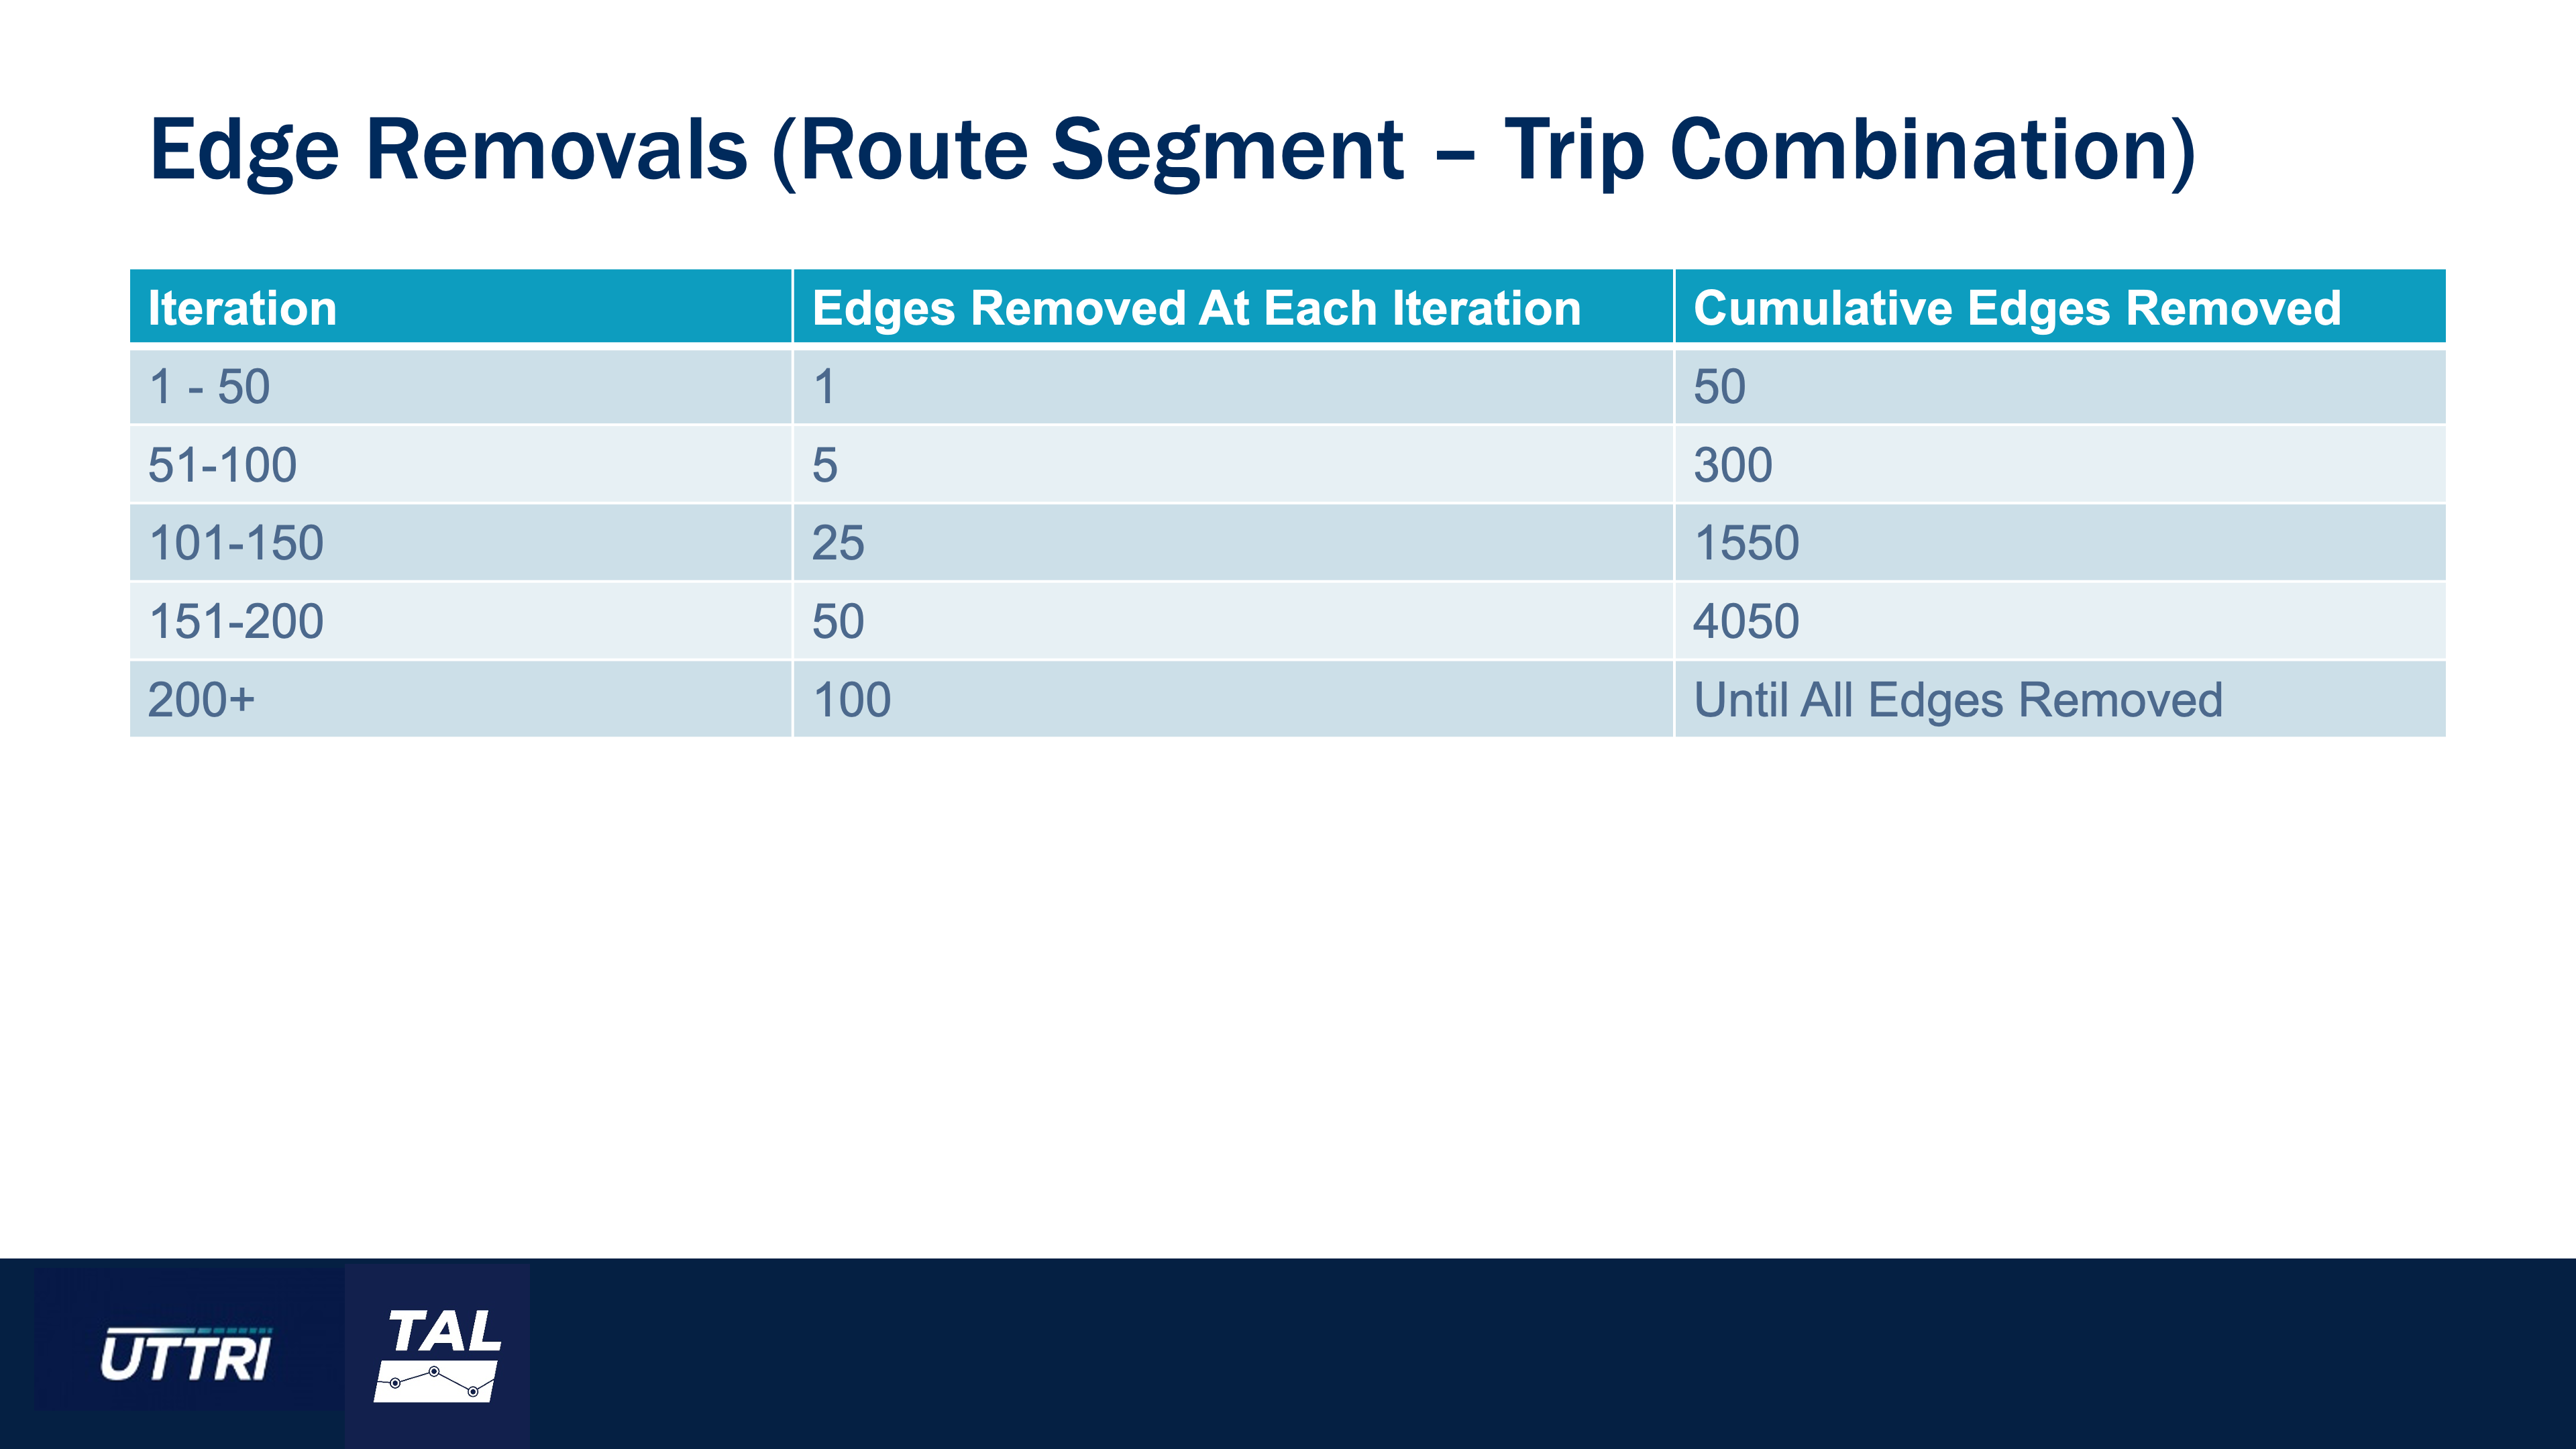 Edge Removals (Route Segment – Trip Combination)
Iteration Edges Removed At Each Iteration Cumulative Edges Removed
1 - 50 1 50
51-100 5 300
101-150 25 1550
151-200 50 4050
200+ 100 Until All Edges Removed
UTTRI TAL